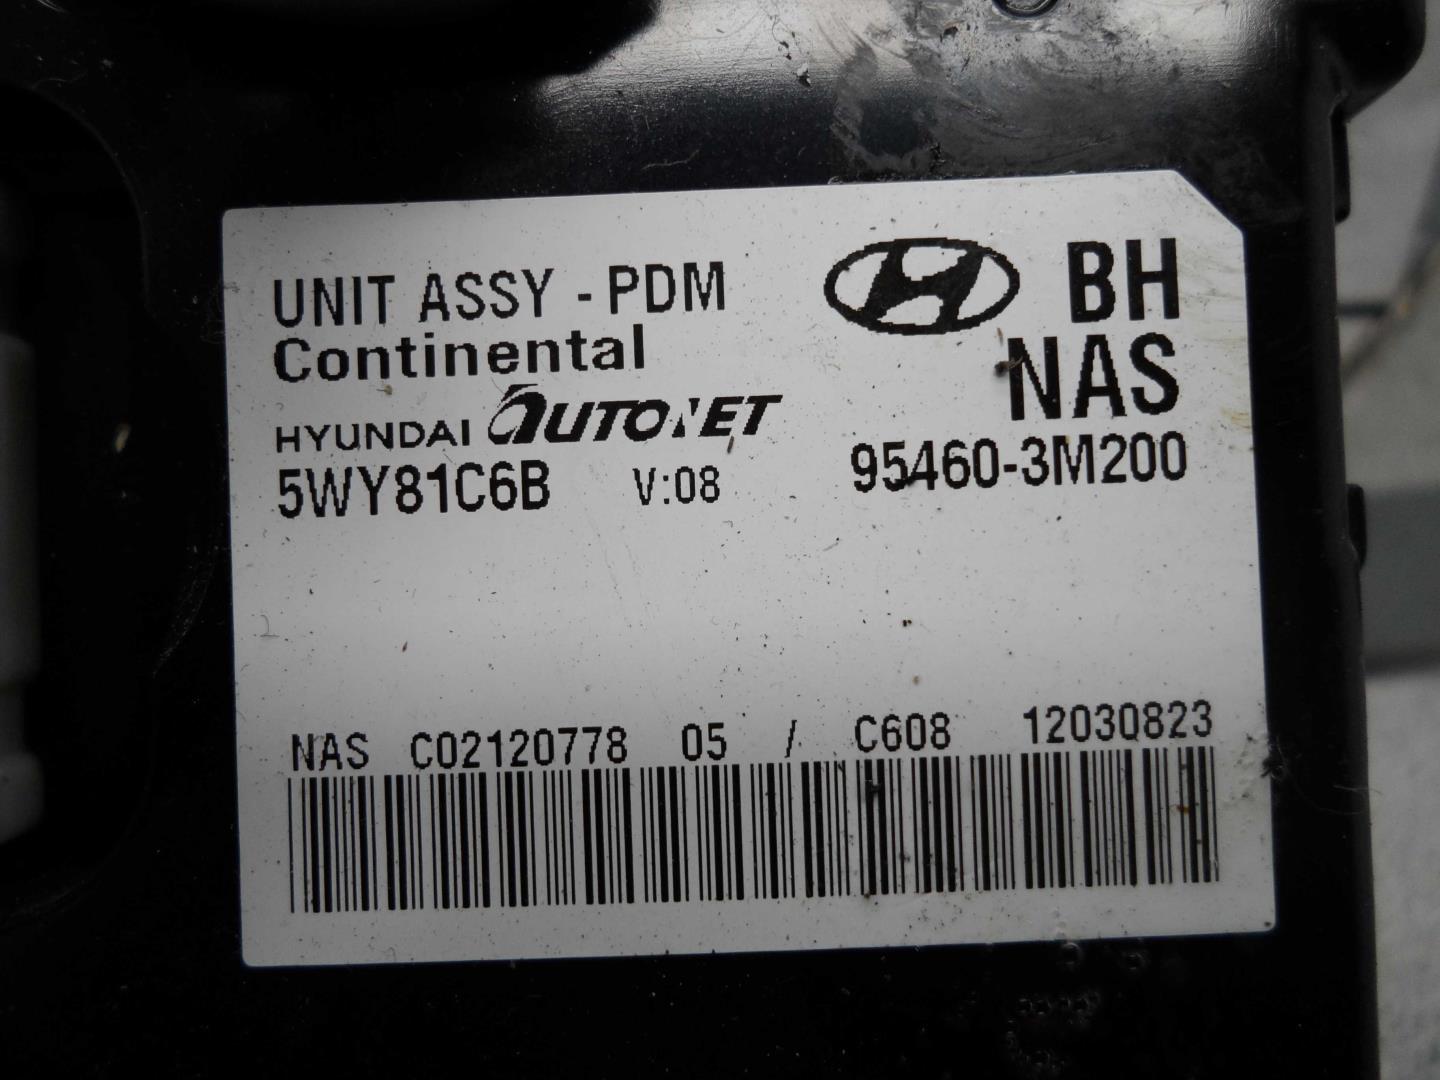 UNIT ASSY - PDM
Continental
HYUNDAI AUTONET
5WY81C6B V:08
BH
NAS
95460-3M200
NAS C02120778 05 / C608 12030823